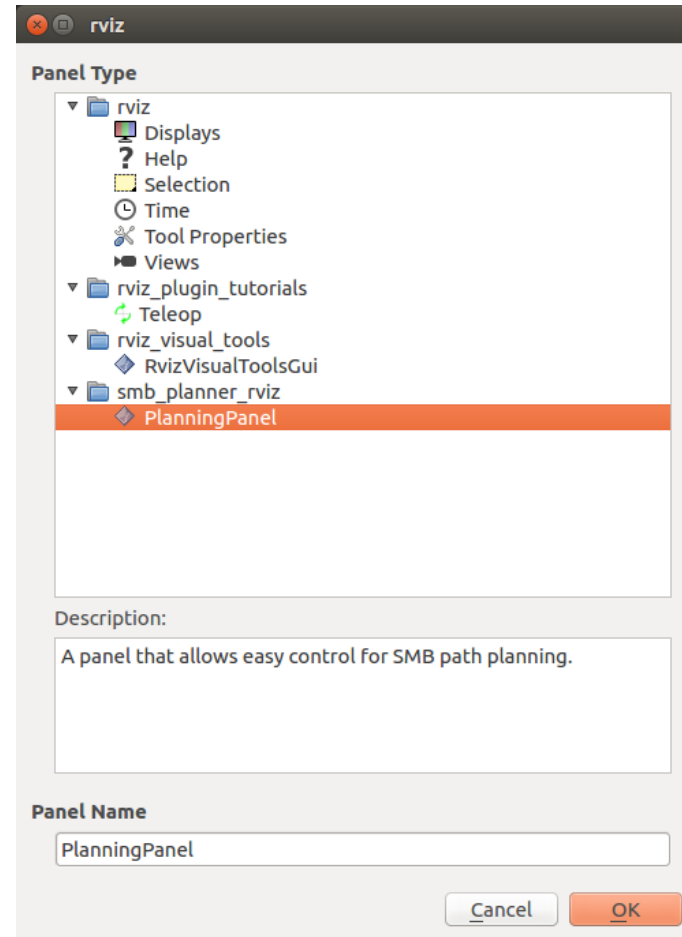 rviz
Panel Type
rviz
Displays
Help
Selection
Time
Tool Properties
Views
rviz_plugin_tutorials
Teleop
rviz_visual_tools
RvizVisualToolsGui
smb_planner_rviz
PlanningPanel
Description:
A panel that allows easy control for SMB path planning.
Panel Name
PlanningPanel
Cancel OK